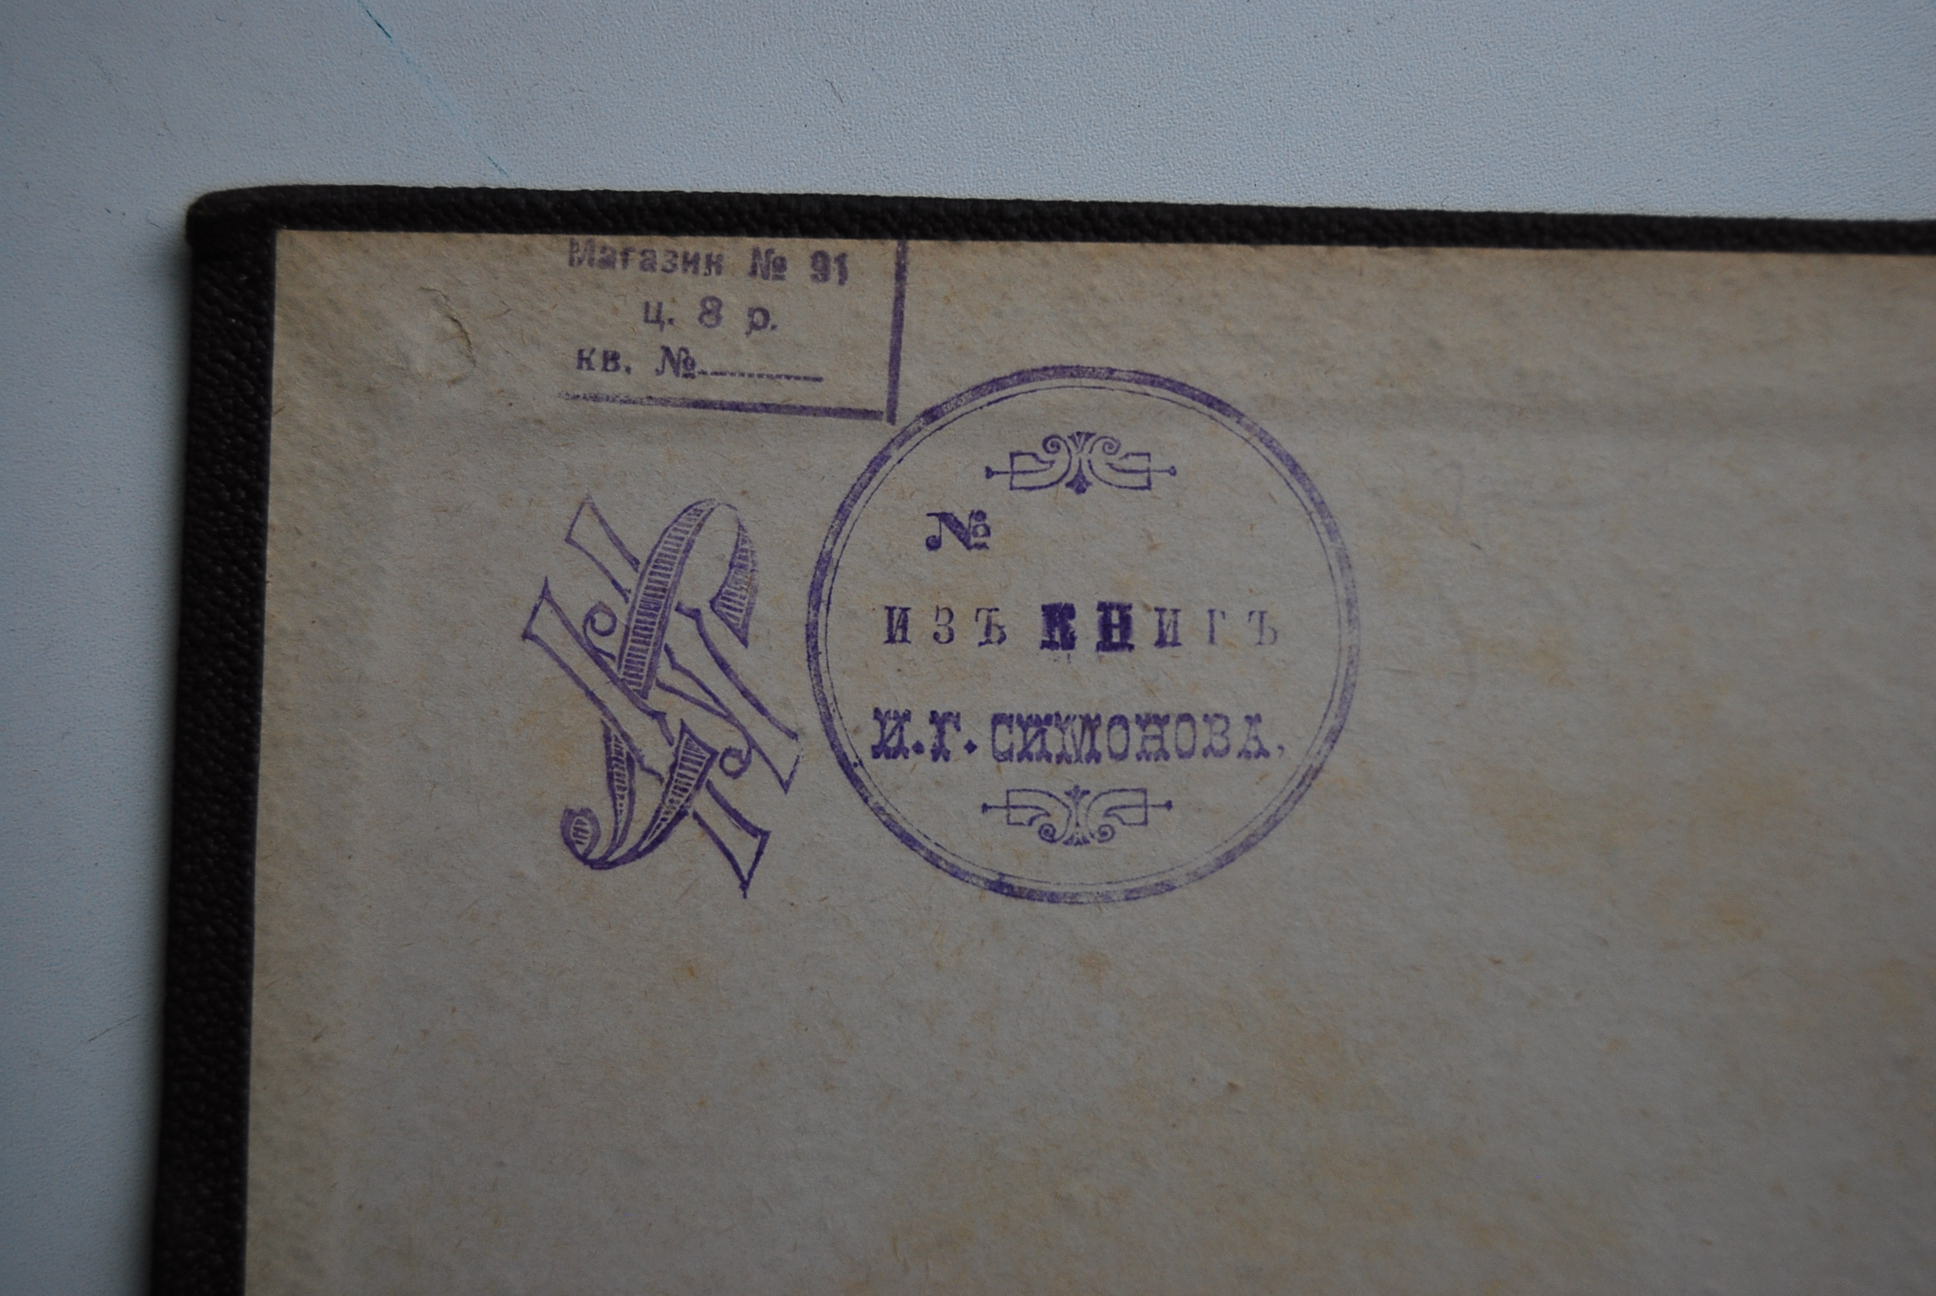 Магазин № 91
ц. 8 р.
кв. №
№
ИЗЪ КНИГЪ
И.Г. СИМОНОВА.